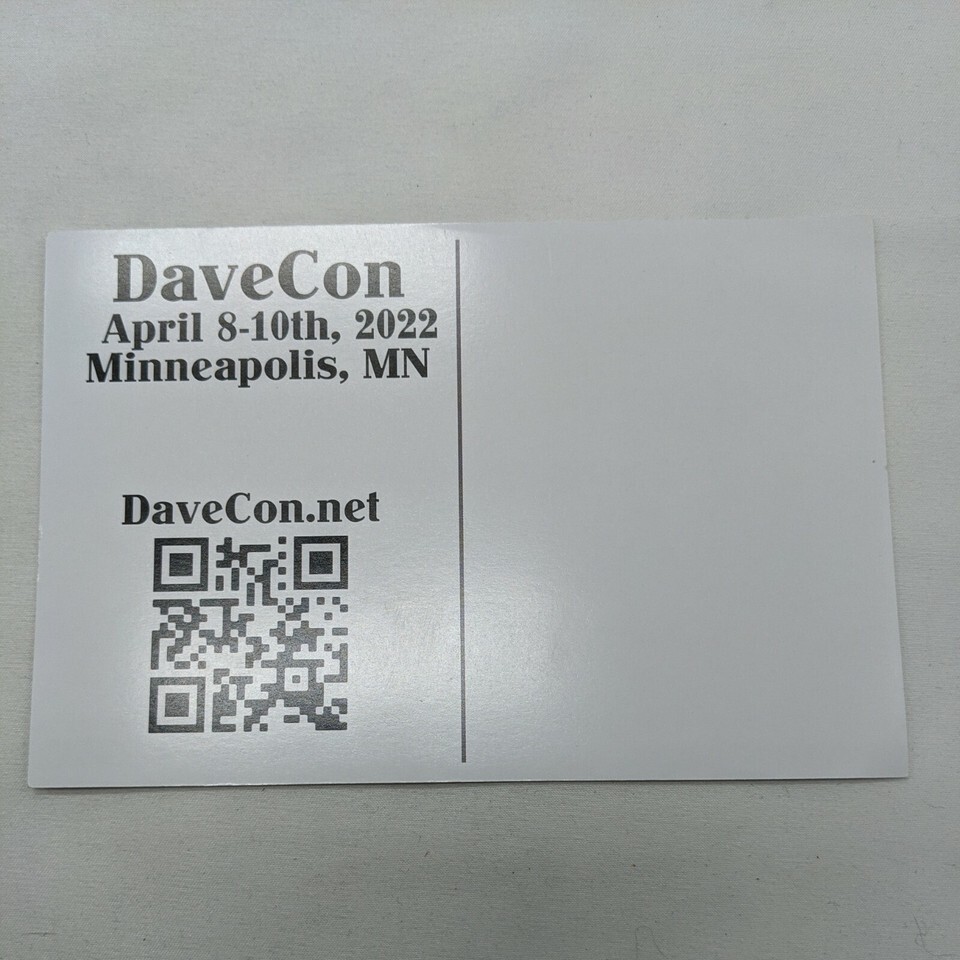 DaveCon
April 8-10th, 2022
Minneapolis, MN
DaveCon.net